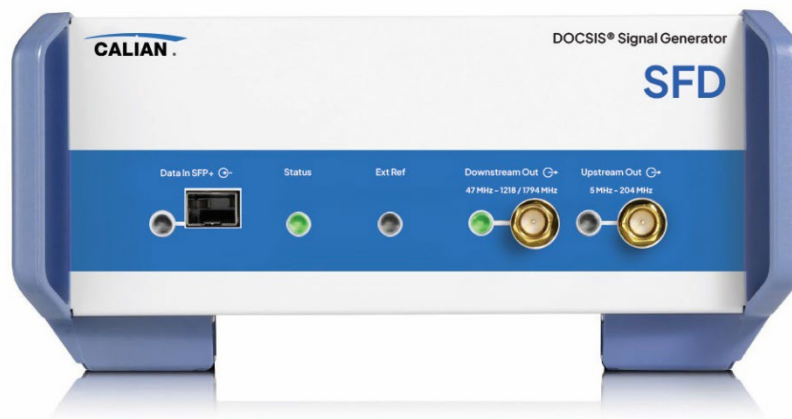 CALIAN.
DOCSIS® Signal Generator
SFD
Data In SFP+
Status
Ext Ref
Downstream Out
47 MHz – 1218 / 1794 MHz
Upstream Out
5 MHz – 204 MHz